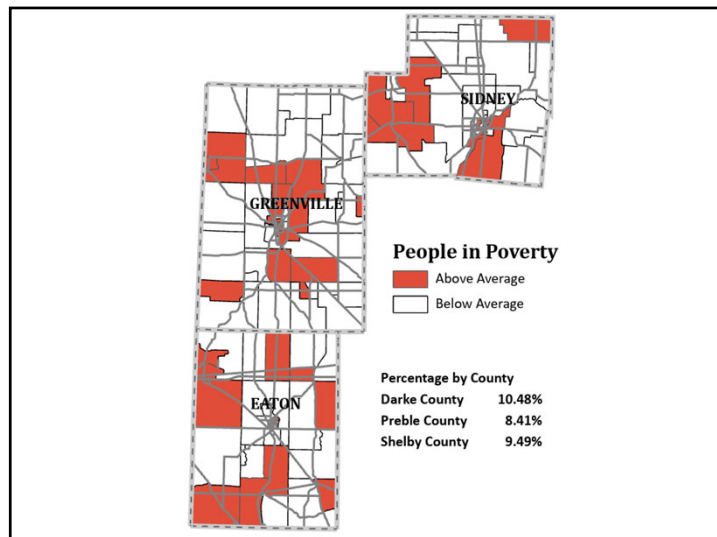 SIDNEY
GREENVILLE
People in Poverty
Above Average
Below Average
Percentage by County
Darke County 10.48%
EATON
Preble County 8.41%
Shelby County 9.49%